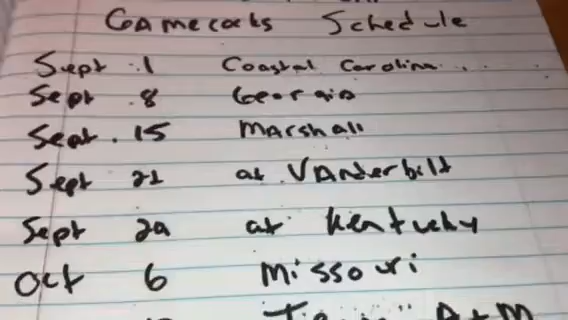 Gamecocks Schedule
Sept 1 Coastal Carolina
Sept 8 Georgia
Sept. 15 Marshall
Sept 22 at Vanderbilt
Sept 29 at Kentucky
Oct 6 Missouri
A+M